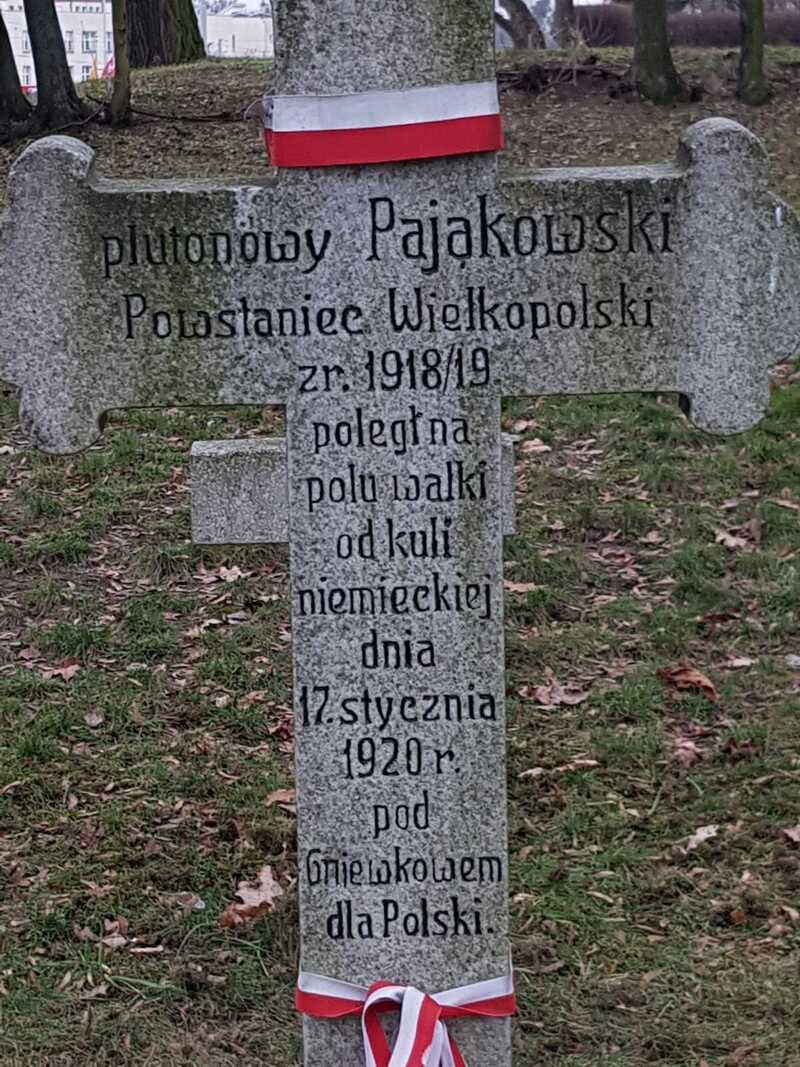 plutonowy Pająkowski
Powstaniec Wielkopolski
zr. 1918/19
poległ na
polu walki
od kuli
niemieckiej
dnia
17. stycznia
1920 r.
pod
Gniewkowem
dla Polski.